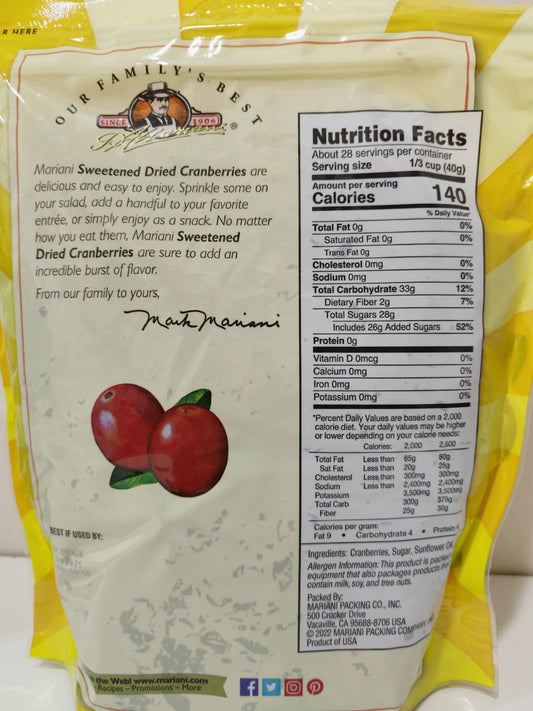 R HERE
OUR FAMILY'S BEST
SINCE 1906
Mariani®
Mariani Sweetened Dried Cranberries are
delicious and easy to enjoy. Sprinkle some on
your salad, add a handful to your favorite
entrée, or simply enjoy as a snack. No matter
how you eat them, Mariani Sweetened
Dried Cranberries are sure to add an
incredible burst of flavor.
From our family to yours,
Mark Mariani
BEST IF USED BY:
Nutrition Facts
About 28 servings per container
Serving size 1/3 cup (40g)
Amount per serving
Calories 140
% Daily Value*
Total Fat 0g 0%
Saturated Fat 0g 0%
Trans Fat 0g
Cholesterol 0mg 0%
Sodium 0mg 0%
Total Carbohydrate 33g 12%
Dietary Fiber 2g 7%
Total Sugars 28g
Includes 26g Added Sugars 52%
Protein 0g
Vitamin D 0mcg 0%
Calcium 0mg 0%
Iron 0mg 0%
Potassium 0mg 0%
*Percent Daily Values are based on a 2,000
calorie diet. Your daily values may be higher
or lower depending on your calorie needs:
Calories: 2,000 2,500
Total Fat Less than 65g 80g
Sat Fat Less than 20g 25g
Cholesterol Less than 300mg 300mg
Sodium Less than 2,400mg 2,400mg
Potassium 3,500mg 3,500mg
Total Carb 300g 375g
Fiber 25g 30g
Calories per gram:
Fat 9 • Carbohydrate 4 • Protein 4
Ingredients: Cranberries, Sugar, Sunflower Oil
Allergen Information: This product is packed
equipment that also packages products that
contain milk, soy, and tree nuts.
Packed By:
MARIANI PACKING CO., INC.
500 Crocker Drive
Vacaville, CA 95688-8706 USA
© 2022 MARIANI PACKING COMPANY, INC.
Product of USA
n the Web! www.mariani.com
- Recipes – Promotions – More